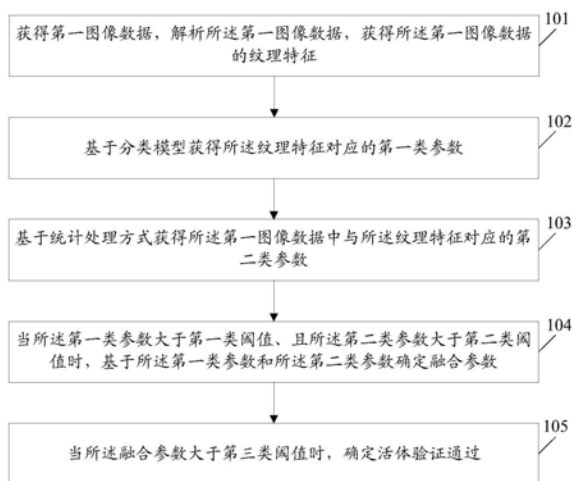 101
获得第一图像数据，解析所述第一图像数据，获得所述第一图像数据
的纹理特征
102
基于分类模型获得所述纹理特征对应的第一类参数
103
基于统计处理方式获得所述第一图像数据中与所述纹理特征对应的第
二类参数
104
当所述第一类参数大于第一类阈值、且所述第二类参数大于第二类阈
值时，基于所述第一类参数和所述第二类参数确定融合参数
105
当所述融合参数大于第三类阈值时，确定活体验证通过